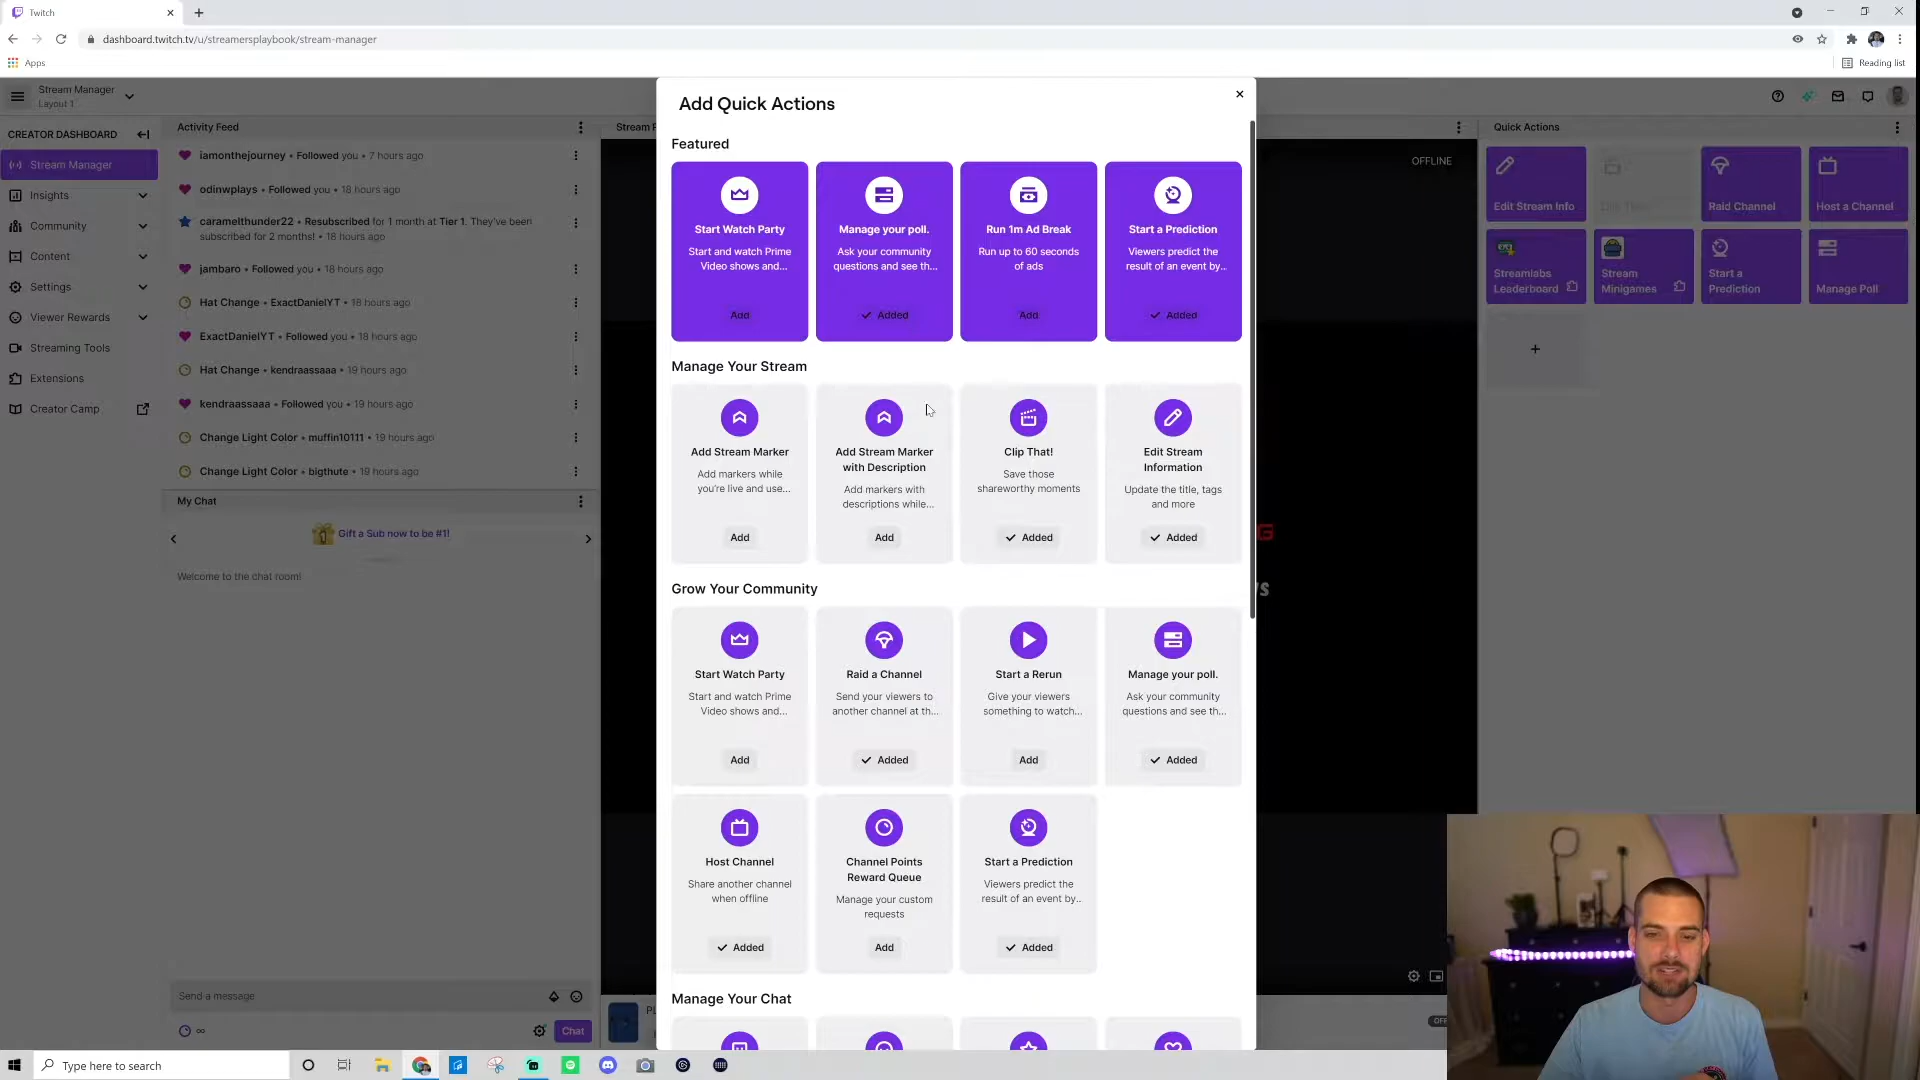 Twitch
dashboard.twitch.tv/u/streamersplaybook/stream-manager
Apps
Reading list
Stream Manager
Layout 1
CREATOR DASHBOARD
Stream Manager
Insights
Community
Content
Settings
Viewer Rewards
Streaming Tools
Extensions
Creator Camp
Activity Feed
iamonthejourney • Followed you • 7 hours ago
odinwplays • Followed you • 18 hours ago
caramelthunder22 • Resubscribed for 1 month at Tier 1. They've been
subscribed for 2 months! • 18 hours ago
jambaro • Followed you • 18 hours ago
Hat Change • ExactDanielYT • 18 hours ago
ExactDanielYT • Followed you • 18 hours ago
Hat Change • kendraassaaa • 19 hours ago
kendraassaaa • Followed you • 19 hours ago
Change Light Color • muffin10111 • 19 hours ago
Change Light Color • bigthute • 19 hours ago
My Chat
Gift a Sub now to be #1!
Welcome to the chat room!
Send a message
∞
Chat
Stream
Add Quick Actions
Featured
Start Watch Party
Start and watch Prime
Video shows and...
Add
Manage your poll.
Ask your community
questions and see th...
Added
Run 1m Ad Break
Run up to 60 seconds
of ads
Add
Start a Prediction
Viewers predict the
result of an event by...
Added
Manage Your Stream
Add Stream Marker
Add markers while
you're live and use...
Add
Add Stream Marker
with Description
Add markers with
descriptions while...
Add
Clip That!
Save those
shareworthy moments
Added
Edit Stream
Information
Update the title, tags
and more
Added
Grow Your Community
Start Watch Party
Start and watch Prime
Video shows and...
Add
Raid a Channel
Send your viewers to
another channel at th...
Added
Start a Rerun
Give your viewers
something to watch...
Add
Manage your poll.
Ask your community
questions and see th...
Added
Host Channel
Share another channel
when offline
Added
Channel Points
Reward Queue
Manage your custom
requests
Add
Start a Prediction
Viewers predict the
result of an event by..
Added
Manage Your Chat
OFFLINE
Quick Actions
Edit Stream Info
Raid Channel
Host a Channel
Streamlabs
Leaderboard
Stream
Minigames
Start a
Prediction
Manage Poll
+
Type here to search